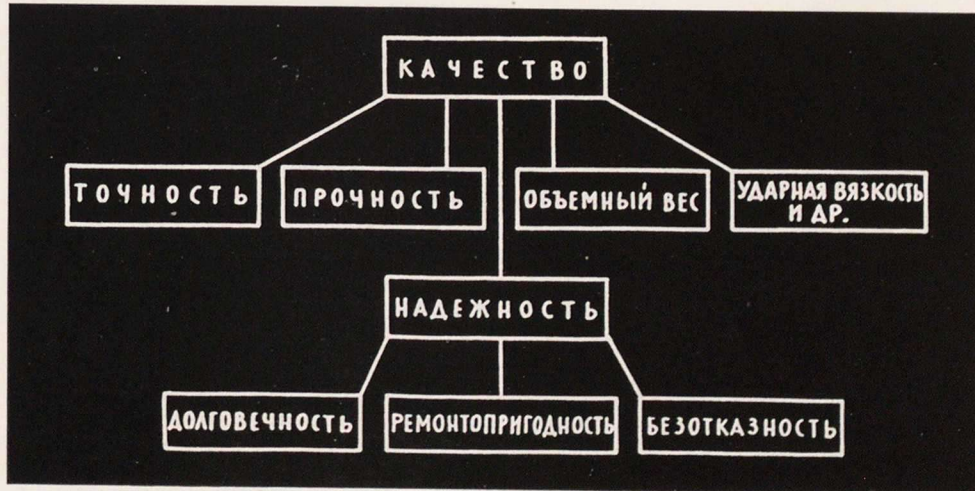 КАЧЕСТВО
ТОЧНОСТЬ
ПРОЧНОСТЬ
ОБЪЕМНЫЙ ВЕС
УДАРНАЯ ВЯЗКОСТЬ
И ДР.
НАДЕЖНОСТЬ
ДОЛГОВЕЧНОСТЬ
РЕМОНТОПРИГОДНОСТЬ
БЕЗОТКАЗНОСТЬ